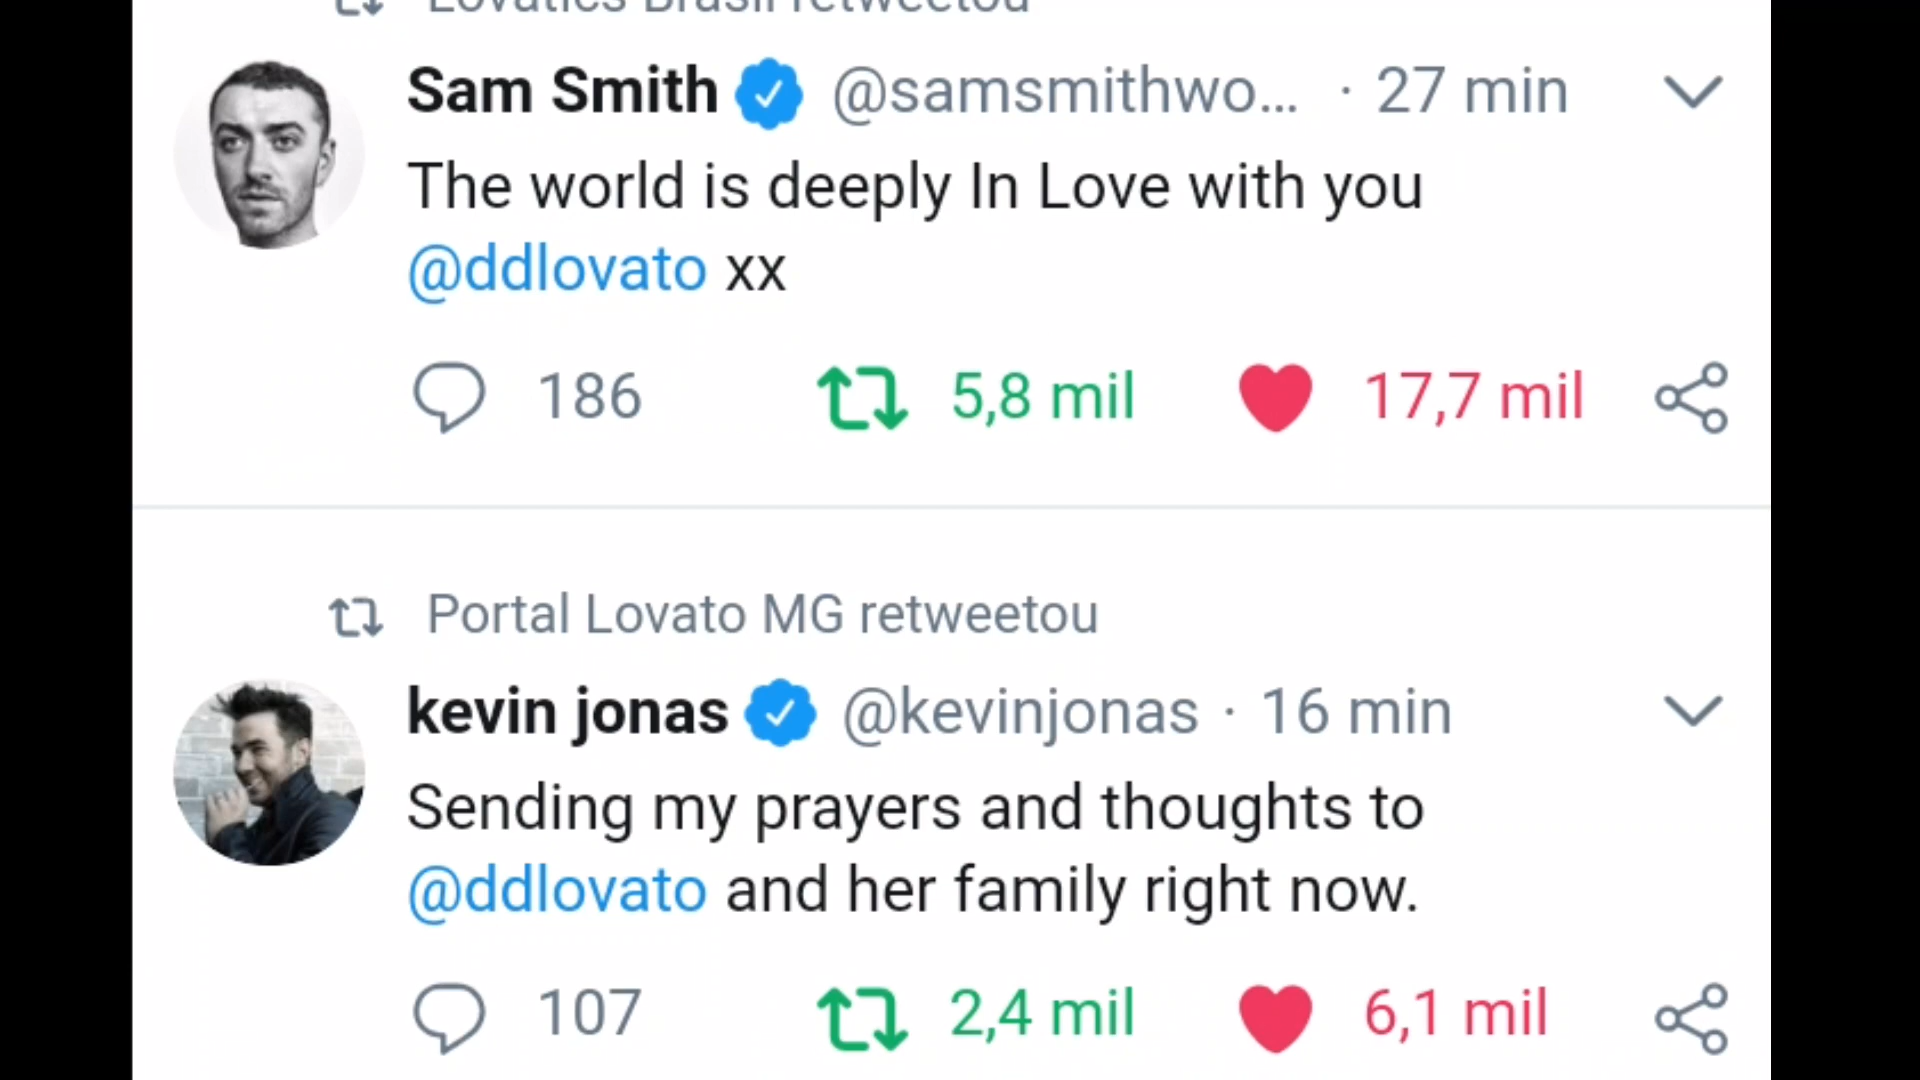 Lovatics Brasil retweetou
Sam Smith @samsmithwo... · 27 min
The world is deeply In Love with you
@ddlovato xx
186 5,8 mil 17,7 mil
Portal Lovato MG retweetou
kevin jonas @kevinjonas · 16 min
Sending my prayers and thoughts to
@ddlovato and her family right now.
107 2,4 mil 6,1 mil